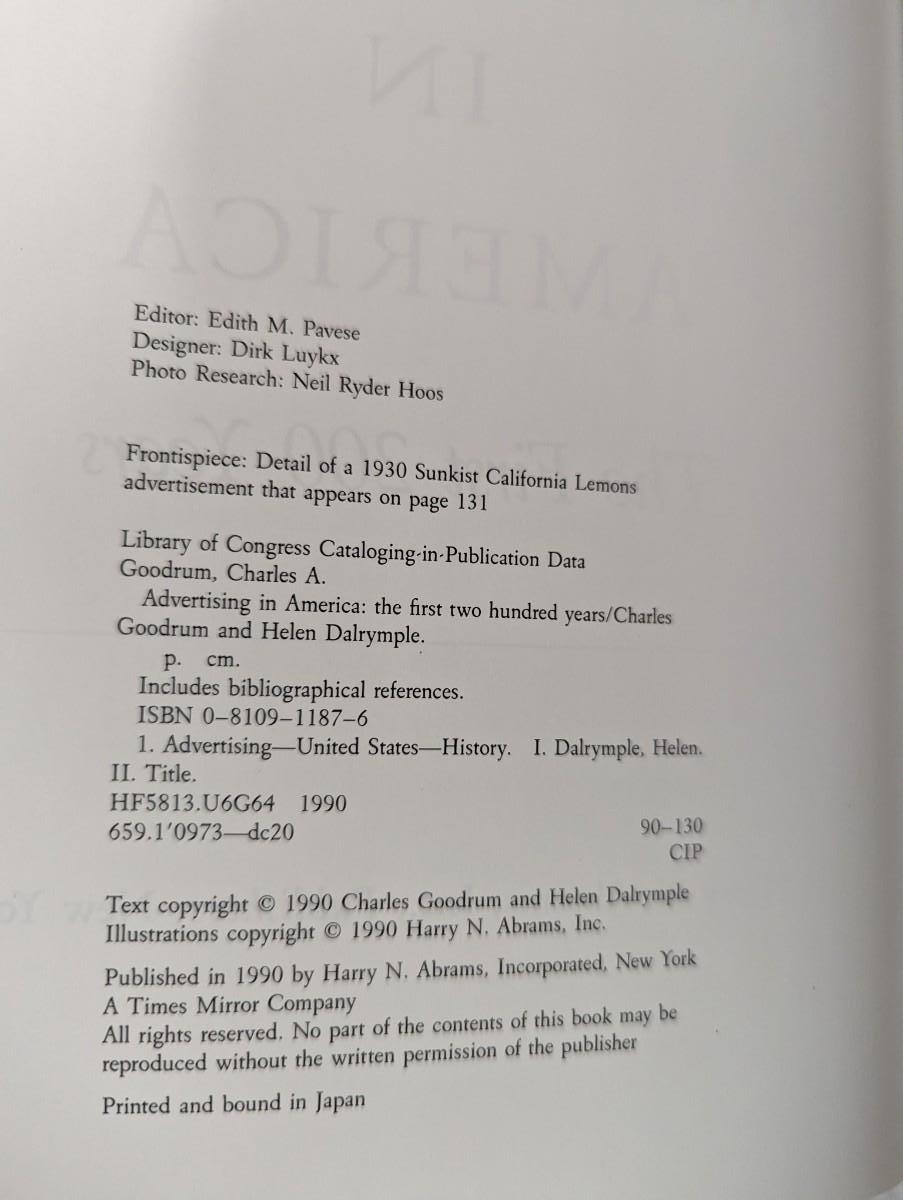 IN
AMERICA
Editor: Edith M. Pavese
Designer: Dirk Luykx
Photo Research: Neil Ryder Hoos
Frontispiece: Detail of a 1930 Sunkist California Lemons
advertisement that appears on page 131
Library of Congress Cataloging-in-Publication Data
Goodrum, Charles A.
Advertising in America: the first two hundred years/Charles
Goodrum and Helen Dalrymple.
p. cm.
Includes bibliographical references.
ISBN 0–8109–1187–6
1. Advertising—United States—History. I. Dalrymple, Helen.
II. Title.
HF5813.U6G64 1990
659.1′0973—dc20
90–130
CIP
Text copyright © 1990 Charles Goodrum and Helen Dalrymple
Illustrations copyright © 1990 Harry N. Abrams, Inc.
Published in 1990 by Harry N. Abrams, Incorporated, New York
A Times Mirror Company
All rights reserved. No part of the contents of this book may be
reproduced without the written permission of the publisher
Printed and bound in Japan